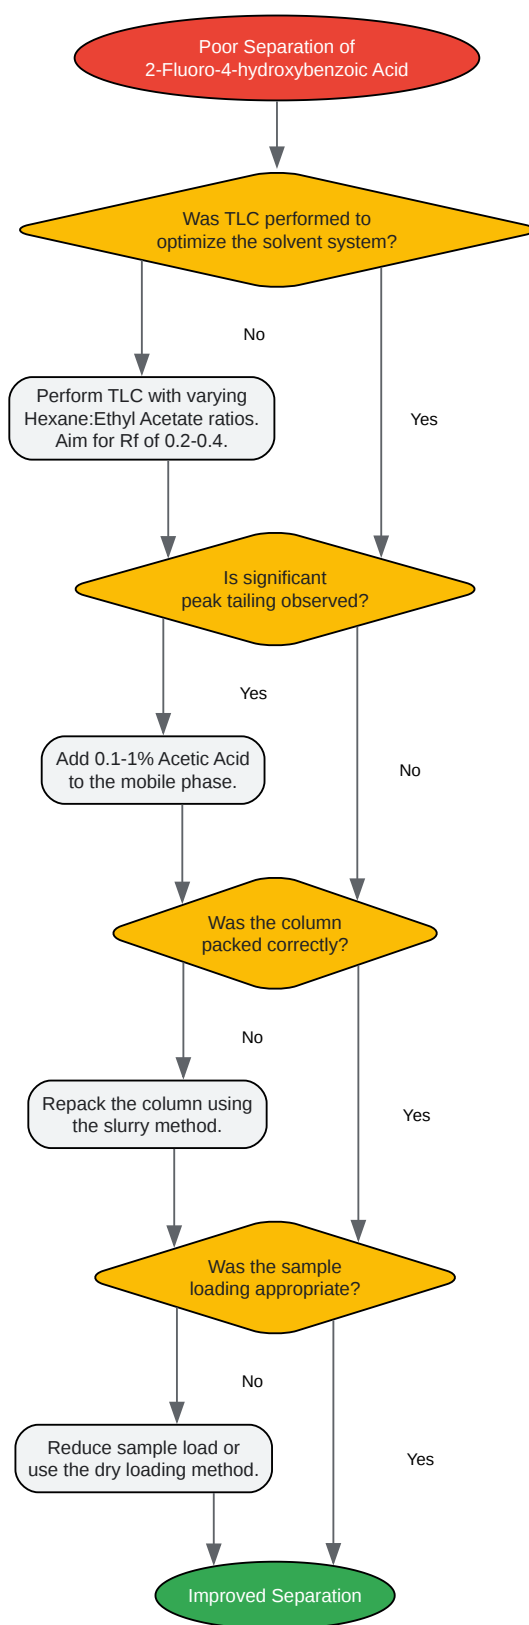 Poor Separation of
2-Fluoro-4-hydroxybenzoic Acid
Was TLC performed to
optimize the solvent system?
No
Perform TLC with varying
Hexane:Ethyl Acetate ratios.
Aim for Rf of 0.2-0.4.
Yes
Is significant
peak tailing observed?
Yes
Add 0.1-1% Acetic Acid
to the mobile phase.
No
Was the column
packed correctly?
No
Repack the column using
the slurry method.
Yes
Was the sample
loading appropriate?
No
Reduce sample load or
use the dry loading method.
Yes
Improved Separation